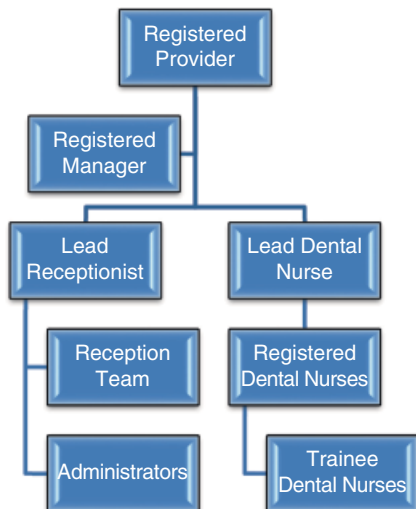 Registered
Provider
Registered
Manager
Lead
Receptionist
Lead Dental
Nurse
Reception
Team
Registered
Dental Nurses
Administrators
Trainee
Dental Nurses